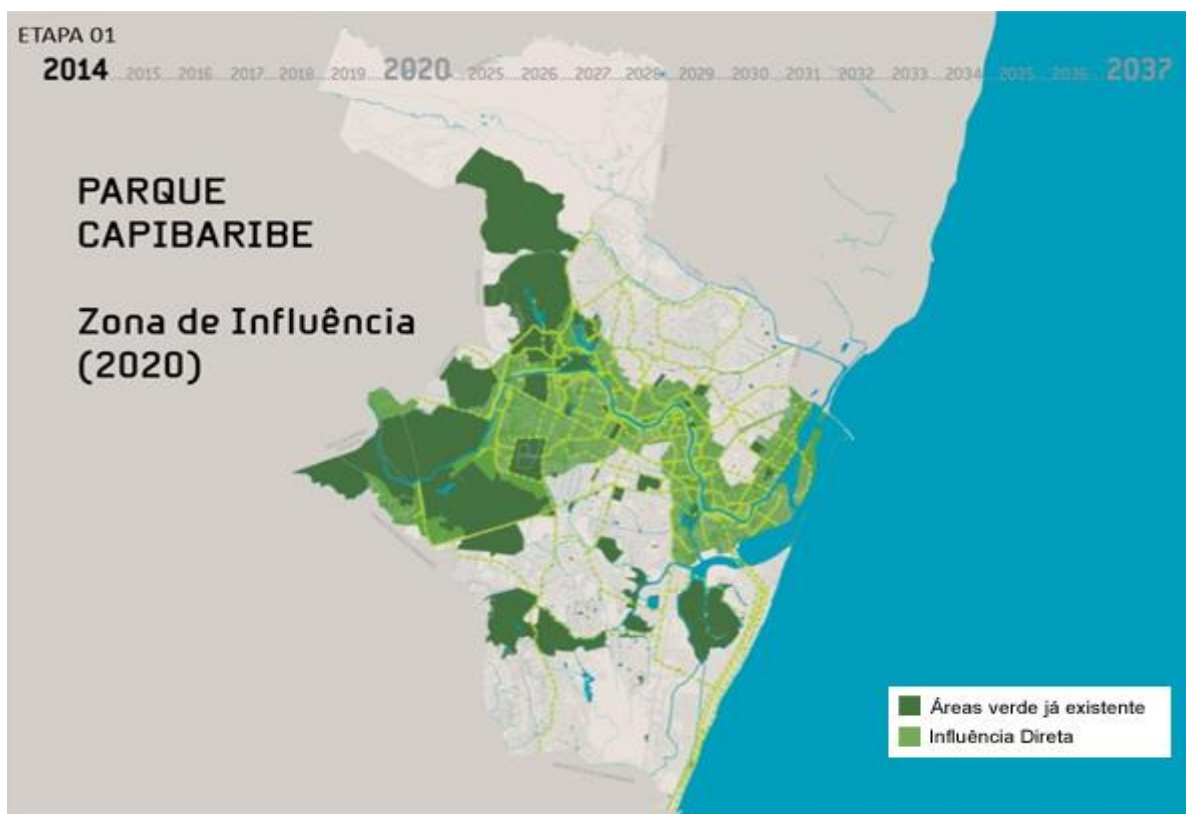 ETAPA 01
2014 2015 2016 2017 2018 2019 2020 2025 2026 2027 2028 2029 2030 2031 2032 2033 2034 2035 2036 2037
PARQUE
CAPIBARIBE
Zona de Influência
(2020)
Áreas verde já existente
Influência Direta